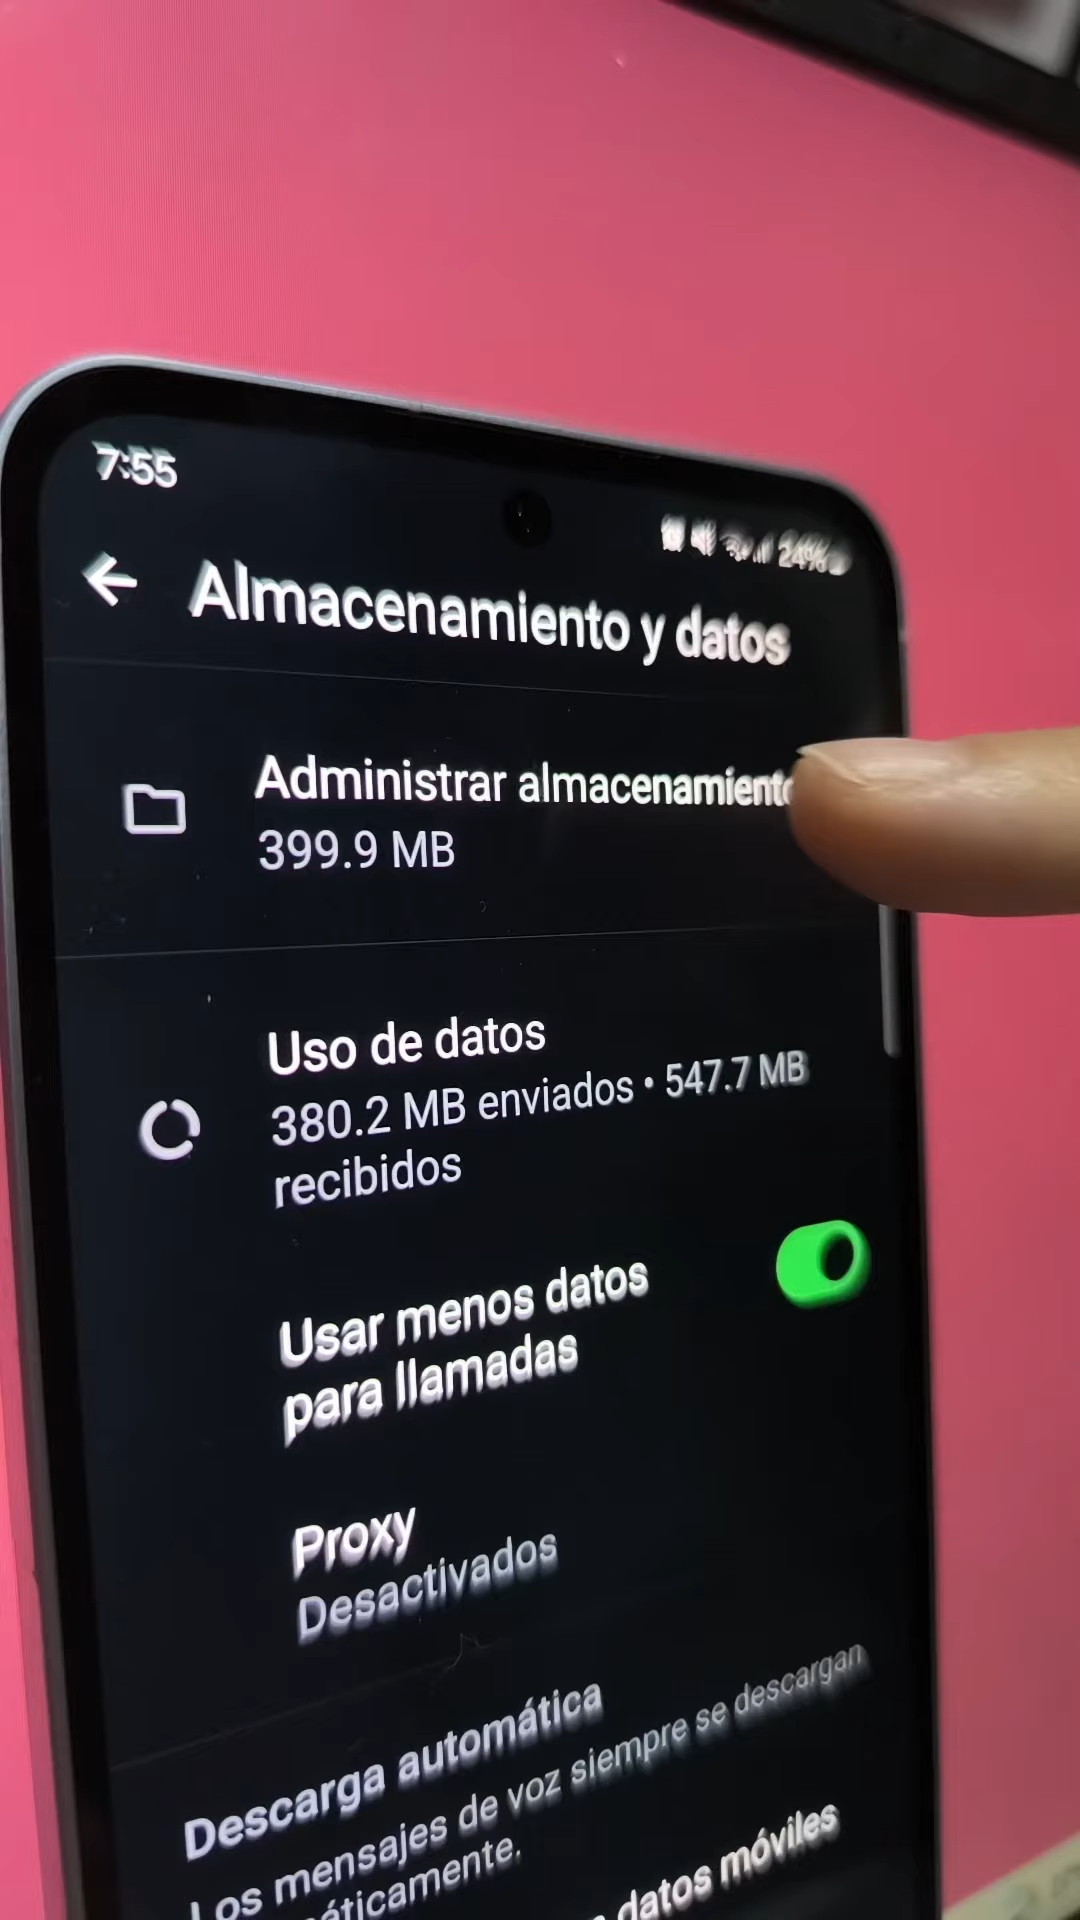 7:55
24%
Almacenamiento y datos
Administrar almacenamiento
399.9 MB
Uso de datos
380.2 MB enviados • 547.7 MB
recibidos
Usar menos datos
para llamadas
Proxy
Desactivados
Descarga automática
Los mensajes de voz siempre se descargan
áticamente.
datos móviles